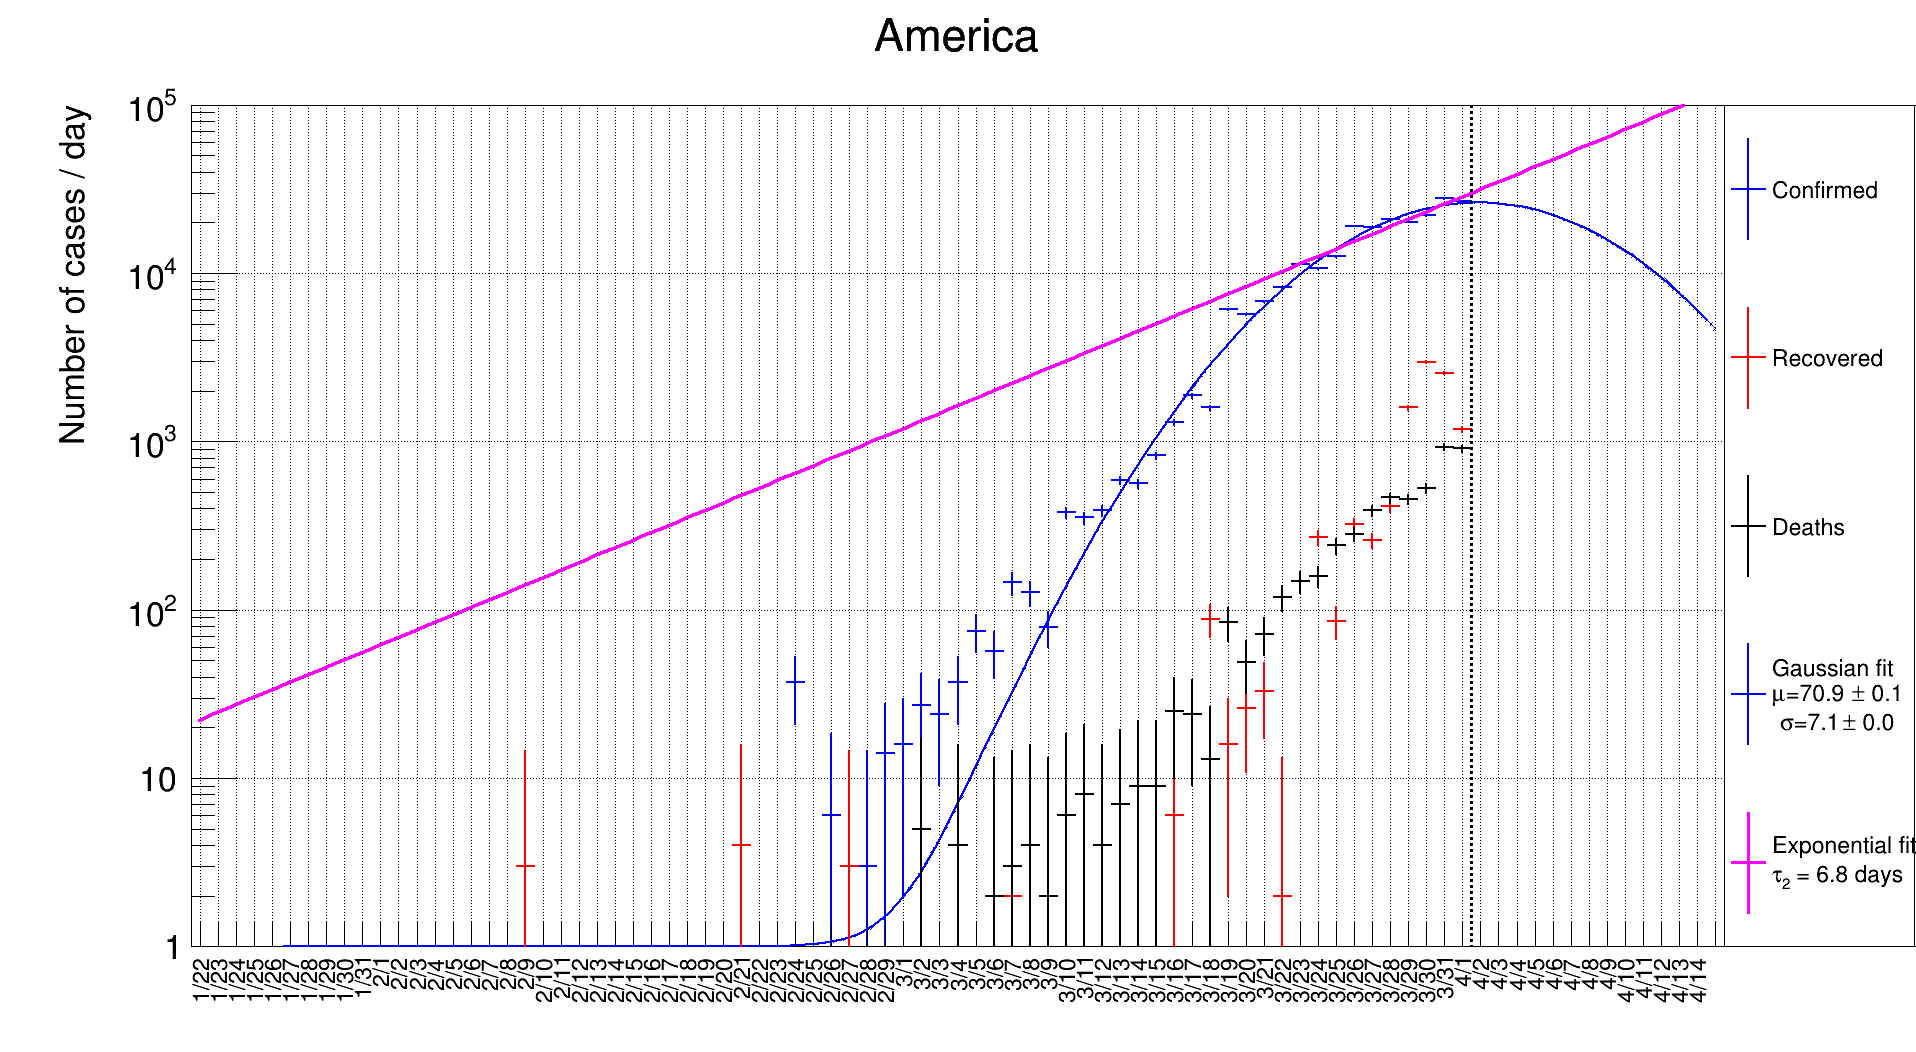 America
Number of cases / day
10^5
10^4
10^3
10^2
10
1
1/22 1/23 1/24 1/25 1/26 1/27 1/28 1/29 1/30 1/31 2/1 2/2 2/3 2/4 2/5 2/6 2/7 2/8 2/9 2/10 2/11 2/12 2/13 2/14 2/15 2/16 2/17 2/18 2/19 2/20 2/21 2/22 2/23 2/24 2/25 2/26 2/27 2/28 2/29 3/1 3/2 3/3 3/4 3/5 3/6 3/7 3/8 3/9 3/10 3/11 3/12 3/13 3/14 3/15 3/16 3/17 3/18 3/19 3/20 3/21 3/22 3/23 3/24 3/25 3/26 3/27 3/28 3/29 3/30 3/31 4/1 4/2 4/3 4/4 4/5 4/6 4/7 4/8 4/9 4/10 4/11 4/12 4/13 4/14
Confirmed
Recovered
Deaths
Gaussian fit
μ=70.9 ± 0.1
σ=7.1± 0.0
Exponential fit
τ₂ = 6.8 days